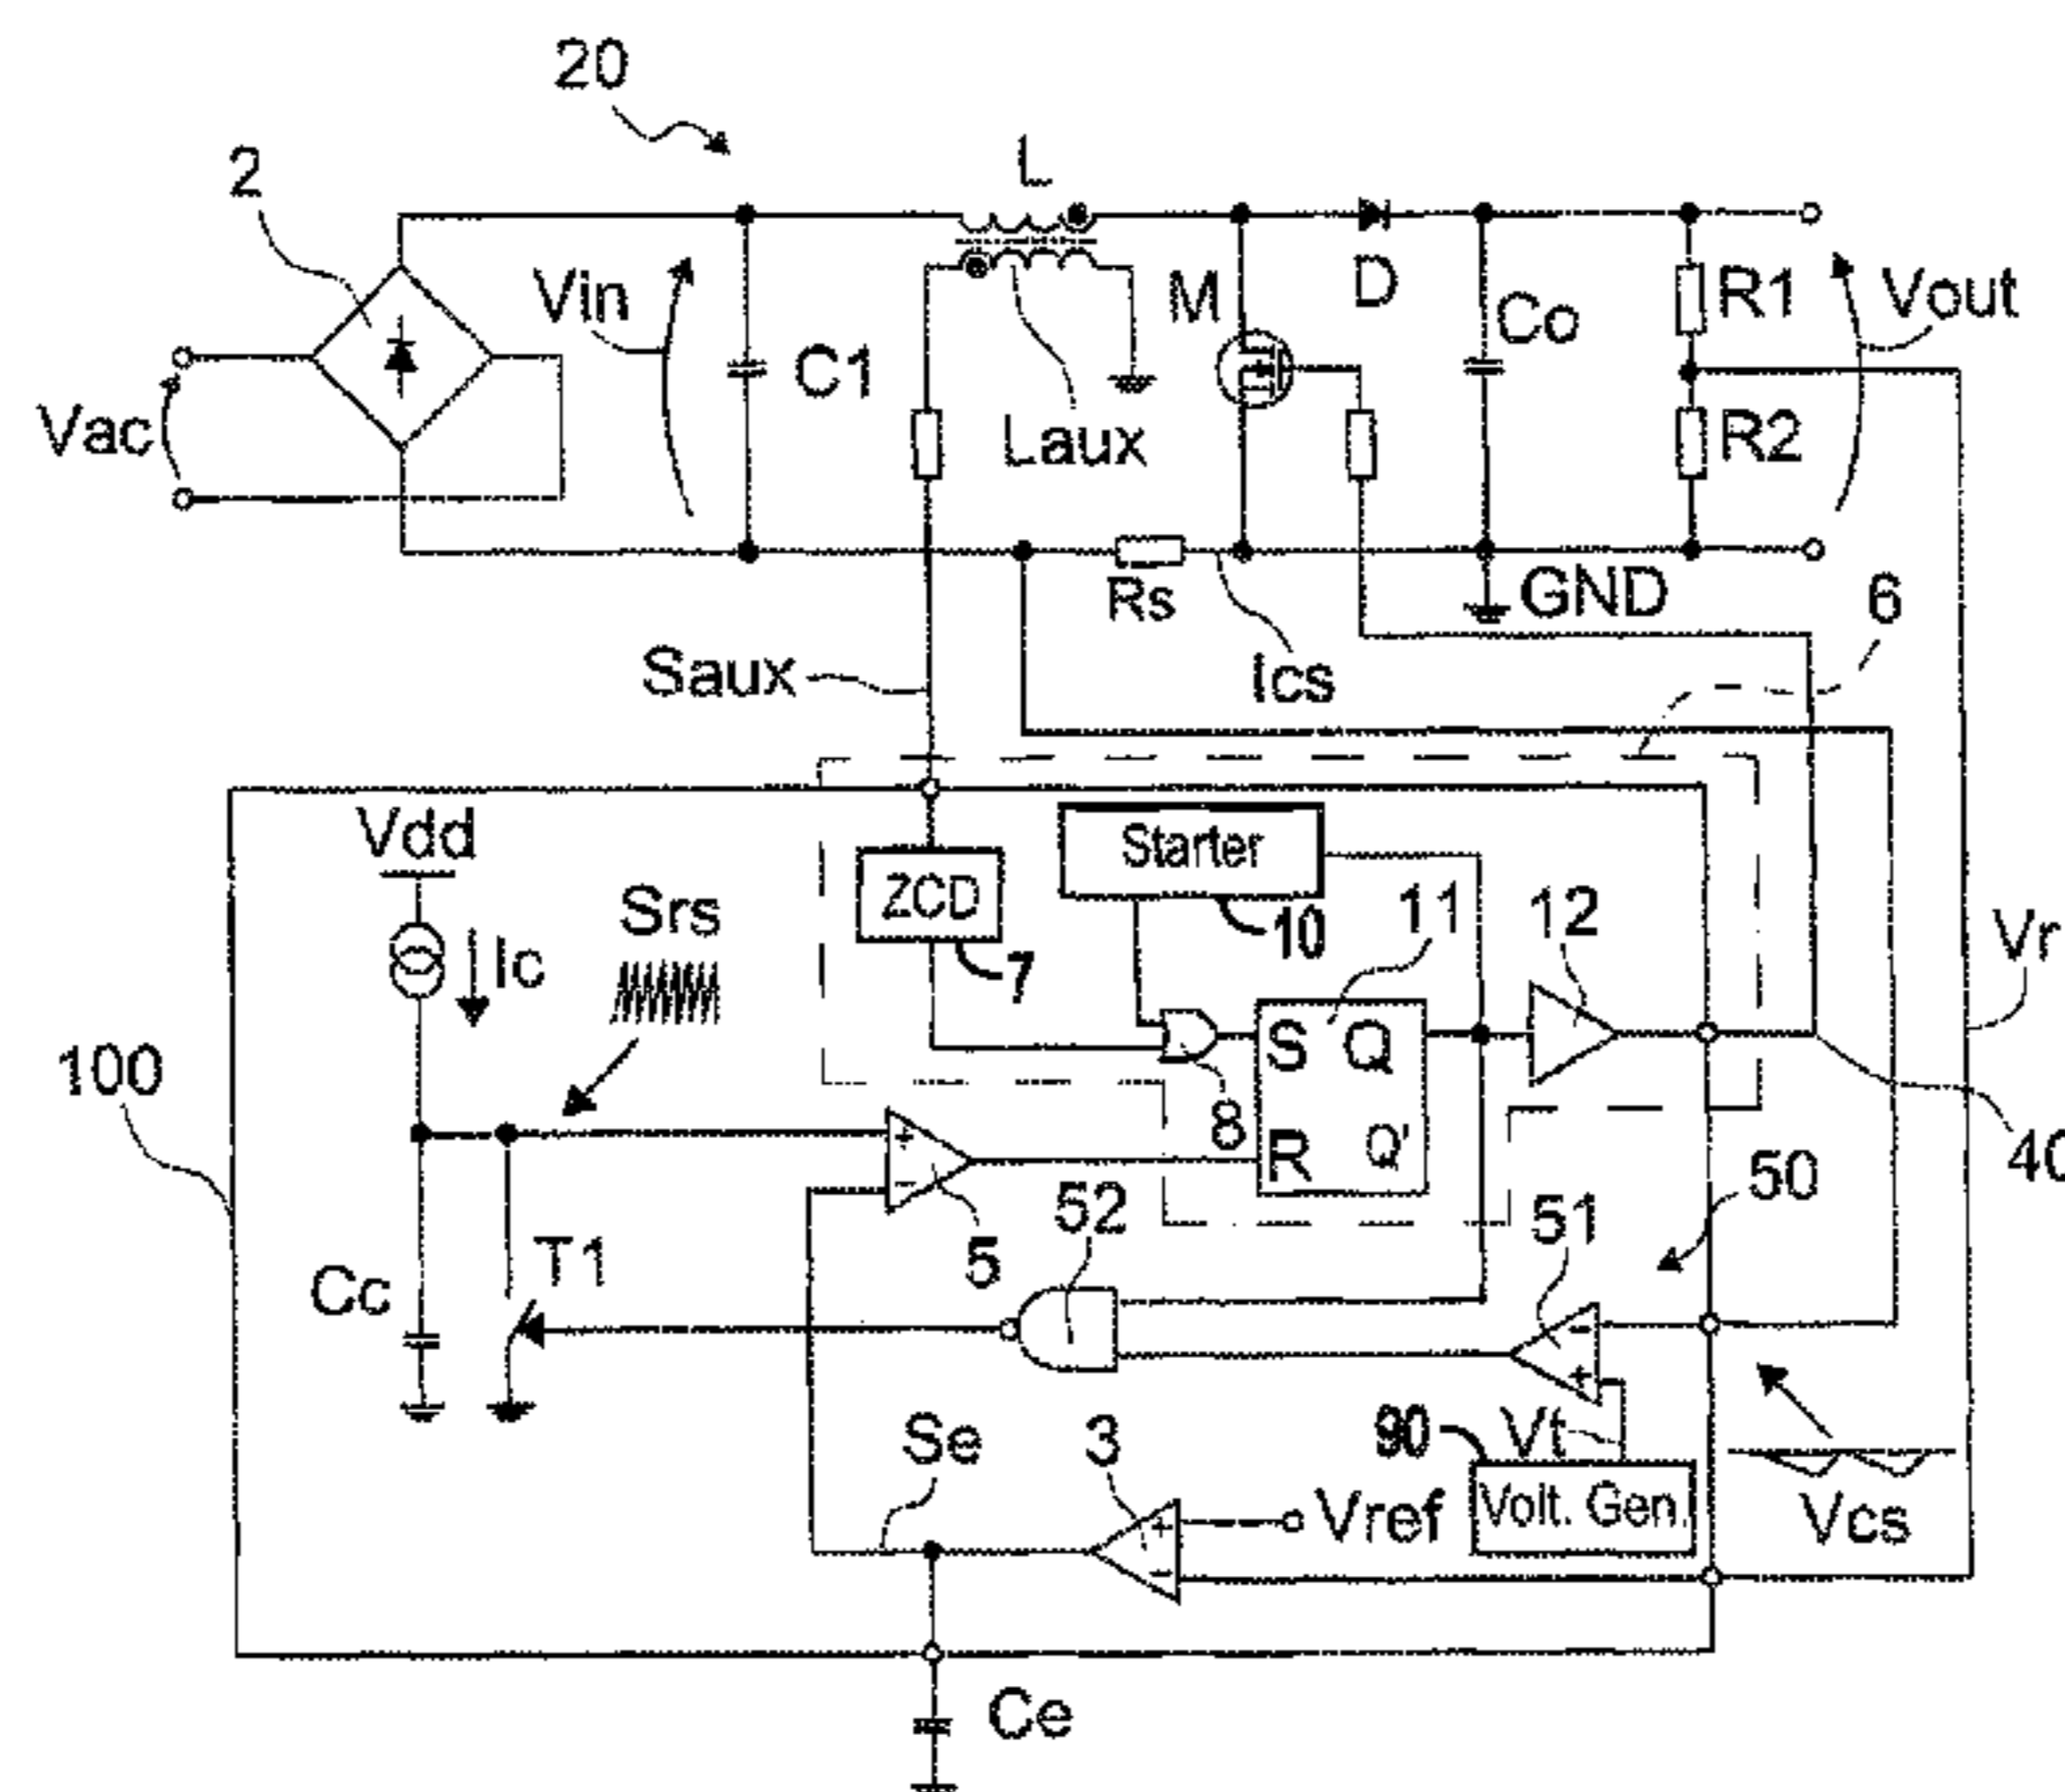 20
2
L
Vin
M
D
Co
R1
Vout
C1
Vac
Laux
R2
Rs
GND
6
Saux
Ics
Vdd
Starter
ZCD
Srs
10
11
12
Vr
Ic
7
100
S Q
8
R Q'
40
+
-
5
52
50
51
T1
Cc
-
+
Se
3
90
Vt
+
Vref
Volt. Gen.
Vcs
-
Ce